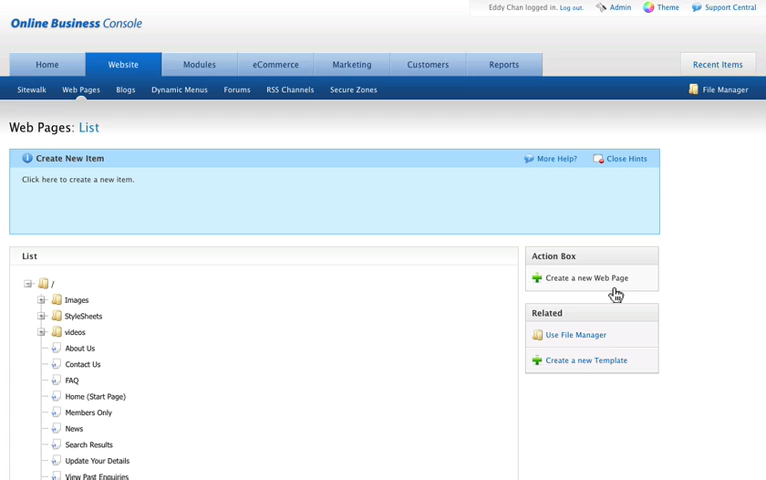 Eddy Chan logged in. Log out.
Admin
Theme
Support Central
Online Business Console
Home
Website
Modules
eCommerce
Marketing
Customers
Reports
Recent Items
Sitewalk
Web Pages
Blogs
Dynamic Menus
Forums
RSS Channels
Secure Zones
File Manager
Web Pages: List
Create New Item
More Help?
Close Hints
Click here to create a new item.
List
/
Images
StyleSheets
videos
About Us
Contact Us
FAQ
Home (Start Page)
Members Only
News
Search Results
Update Your Details
View Past Enquiries
Action Box
Create a new Web Page
Related
Use File Manager
Create a new Template